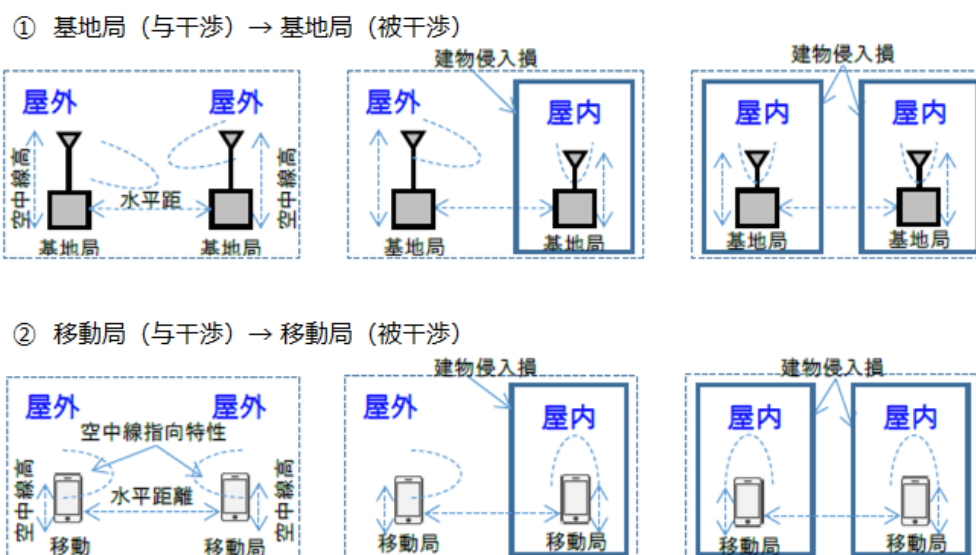 ① 基地局（与干渉）→ 基地局（被干渉）
建物侵入損
建物侵入損
屋外
屋外
屋外
屋内
屋内
屋内
空中線高
水平距
空中線高
基地局
基地局
基地局
基地局
基地局
基地局
② 移動局（与干渉）→ 移動局（被干渉）
建物侵入損
建物侵入損
屋外
屋外
屋外
屋内
屋内
屋内
空中線指向特性
空中線高
水平距離
空中線高
移動
移動局
移動局
移動局
移動局
移動局